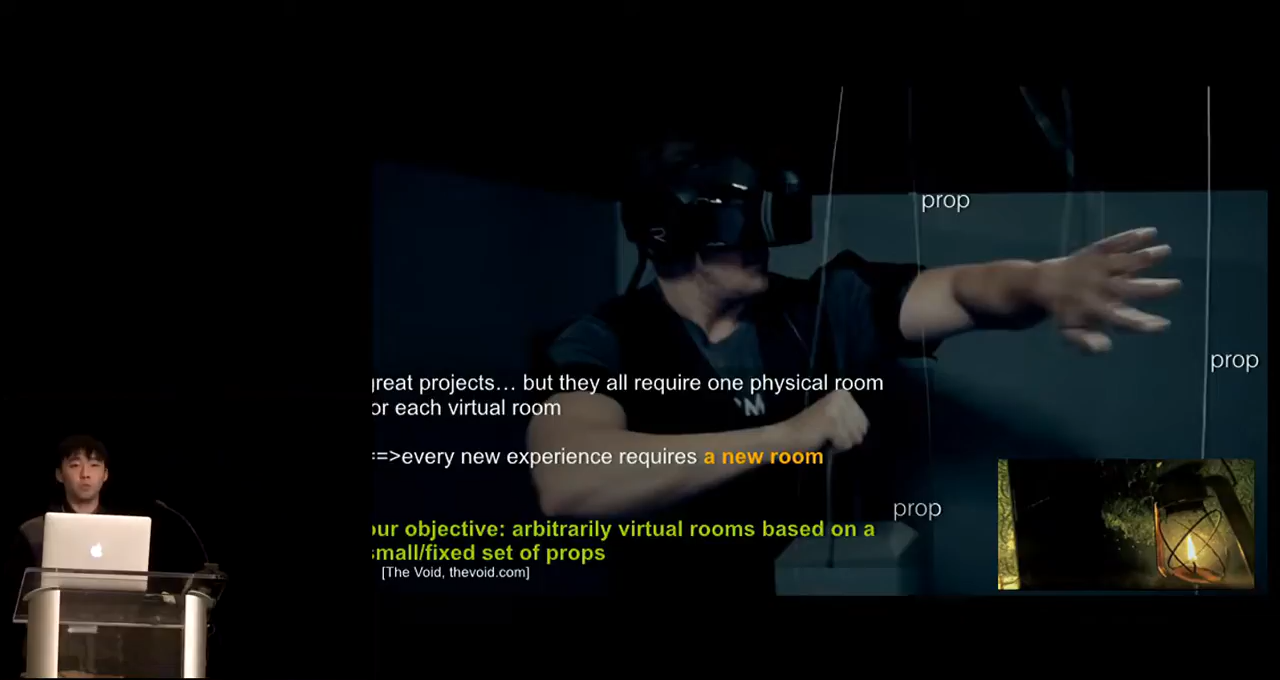 prop
prop
great projects... but they all require one physical room
or each virtual room
=>every new experience requires a new room
prop
our objective: arbitrarily virtual rooms based on a
small/fixed set of props
[The Void, thevoid.com]